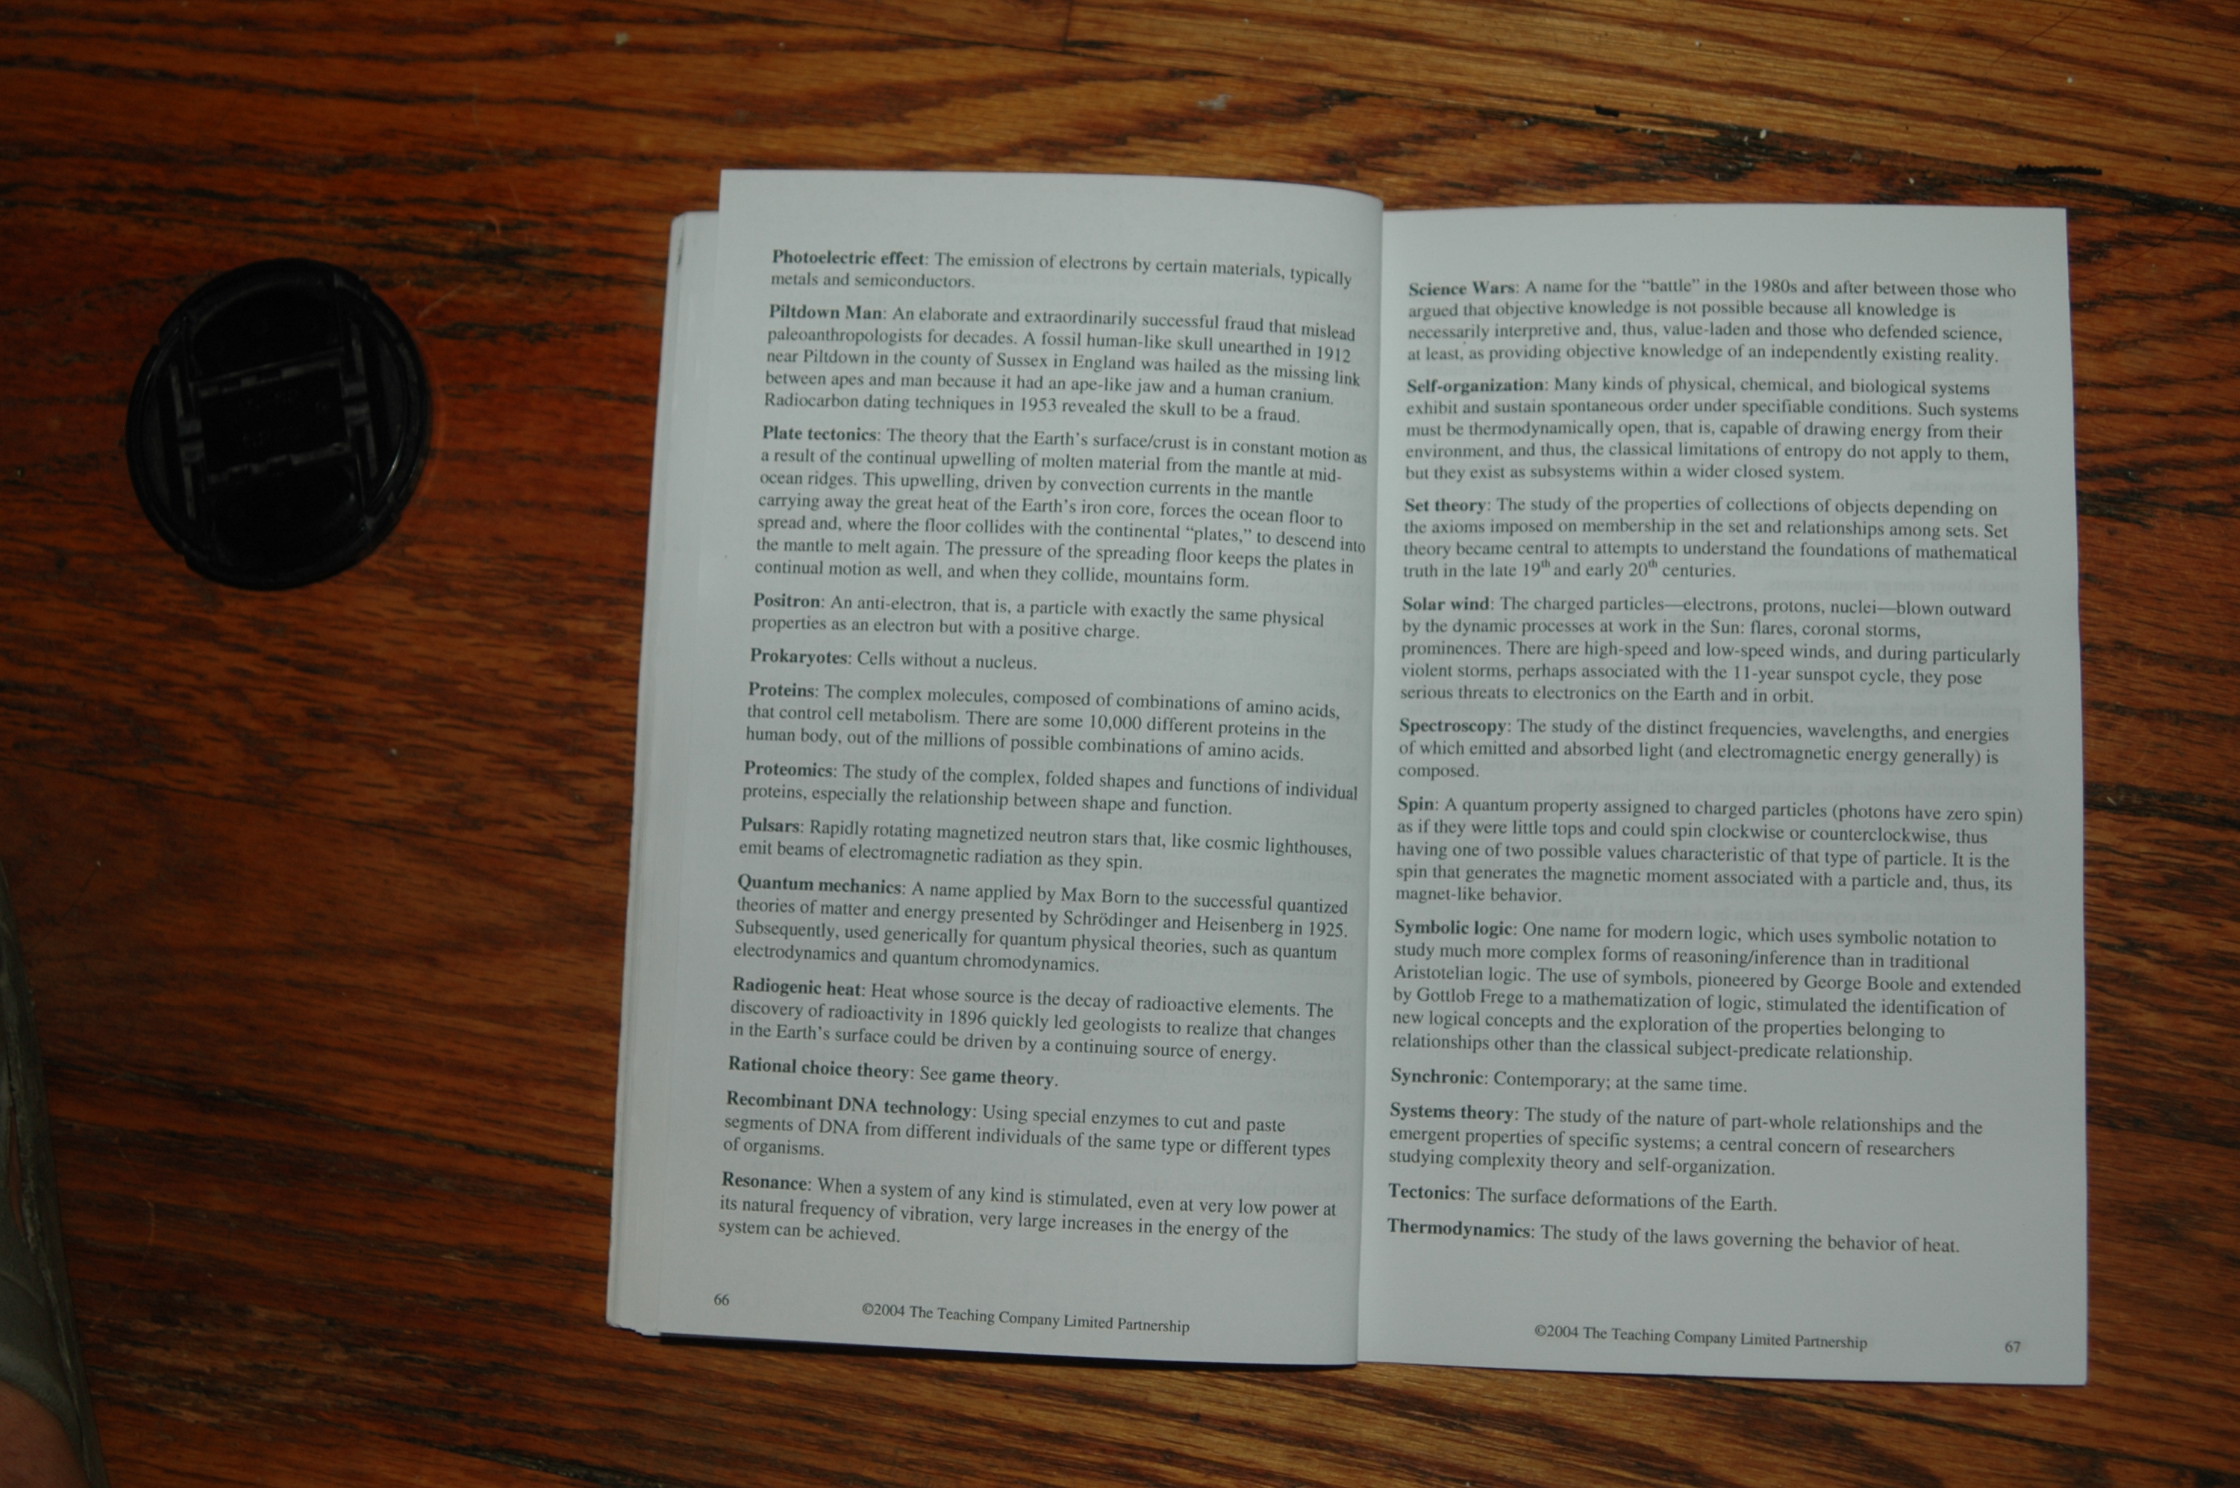 Photoelectric effect: The emission of electrons by certain materials, typically
metals and semiconductors.
Piltdown Man: An elaborate and extraordinarily successful fraud that mislead
paleoanthropologists for decades. A fossil human-like skull unearthed in 1912
near Piltdown in the county of Sussex in England was hailed as the missing link
between apes and man because it had an ape-like jaw and a human cranium.
Radiocarbon dating techniques in 1953 revealed the skull to be a fraud.
Plate tectonics: The theory that the Earth's surface/crust is in constant motion as
a result of the continual upwelling of molten material from the mantle at mid-
ocean ridges. This upwelling, driven by convection currents in the mantle
carrying away the great heat of the Earth's iron core, forces the ocean floor to
spread and, where the floor collides with the continental "plates," to descend into
the mantle to melt again. The pressure of the spreading floor keeps the plates in
continual motion as well, and when they collide, mountains form.
Positron: An anti-electron, that is, a particle with exactly the same physical
properties as an electron but with a positive charge.
Prokaryotes: Cells without a nucleus.
Proteins: The complex molecules, composed of combinations of amino acids,
that control cell metabolism. There are some 10,000 different proteins in the
human body, out of the millions of possible combinations of amino acids.
Proteomics: The study of the complex, folded shapes and functions of individual
proteins, especially the relationship between shape and function.
Pulsars: Rapidly rotating magnetized neutron stars that, like cosmic lighthouses,
emit beams of electromagnetic radiation as they spin.
Quantum mechanics: A name applied by Max Born to the successful quantized
theories of matter and energy presented by Schrödinger and Heisenberg in 1925.
Subsequently, used generically for quantum physical theories, such as quantum
electrodynamics and quantum chromodynamics.
Radiogenic heat: Heat whose source is the decay of radioactive elements. The
discovery of radioactivity in 1896 quickly led geologists to realize that changes
in the Earth's surface could be driven by a continuing source of energy.
Rational choice theory: See game theory.
Recombinant DNA technology: Using special enzymes to cut and paste
segments of DNA from different individuals of the same type or different types
of organisms.
Resonance: When a system of any kind is stimulated, even at very low power at
its natural frequency of vibration, very large increases in the energy of the
system can be achieved.
66
©2004 The Teaching Company Limited Partnership
Science Wars: A name for the "battle" in the 1980s and after between those who
argued that objective knowledge is not possible because all knowledge is
necessarily interpretive and, thus, value-laden and those who defended science,
at least, as providing objective knowledge of an independently existing reality.
Self-organization: Many kinds of physical, chemical, and biological systems
exhibit and sustain spontaneous order under specifiable conditions. Such systems
must be thermodynamically open, that is, capable of drawing energy from their
environment, and thus, the classical limitations of entropy do not apply to them,
but they exist as subsystems within a wider closed system.
Set theory: The study of the properties of collections of objects depending on
the axioms imposed on membership in the set and relationships among sets. Set
theory became central to attempts to understand the foundations of mathematical
truth in the late 19th and early 20th centuries.
Solar wind: The charged particles—electrons, protons, nuclei—blown outward
by the dynamic processes at work in the Sun: flares, coronal storms,
prominences. There are high-speed and low-speed winds, and during particularly
violent storms, perhaps associated with the 11-year sunspot cycle, they pose
serious threats to electronics on the Earth and in orbit.
Spectroscopy: The study of the distinct frequencies, wavelengths, and energies
of which emitted and absorbed light (and electromagnetic energy generally) is
composed.
Spin: A quantum property assigned to charged particles (photons have zero spin)
as if they were little tops and could spin clockwise or counterclockwise, thus
having one of two possible values characteristic of that type of particle. It is the
spin that generates the magnetic moment associated with a particle and, thus, its
magnet-like behavior.
Symbolic logic: One name for modern logic, which uses symbolic notation to
study much more complex forms of reasoning/inference than in traditional
Aristotelian logic. The use of symbols, pioneered by George Boole and extended
by Gottlob Frege to a mathematization of logic, stimulated the identification of
new logical concepts and the exploration of the properties belonging to
relationships other than the classical subject-predicate relationship.
Synchronic: Contemporary; at the same time.
Systems theory: The study of the nature of part-whole relationships and the
emergent properties of specific systems; a central concern of researchers
studying complexity theory and self-organization.
Tectonics: The surface deformations of the Earth.
Thermodynamics: The study of the laws governing the behavior of heat.
©2004 The Teaching Company Limited Partnership
67